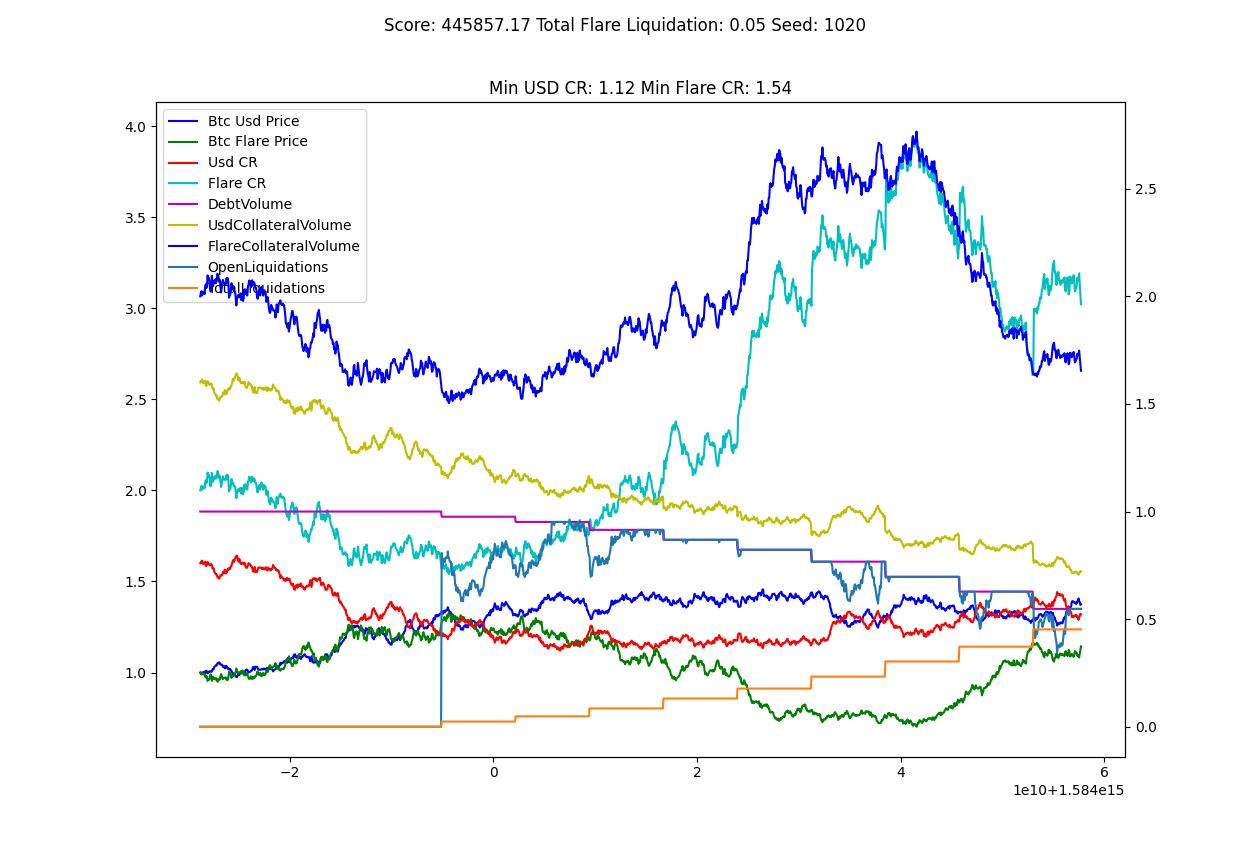 Score: 445857.17 Total Flare Liquidation: 0.05 Seed: 1020
Min USD CR: 1.12 Min Flare CR: 1.54
Btc Usd Price
Btc Flare Price
Usd CR
Flare CR
DebtVolume
UsdCollateralVolume
FlareCollateralVolume
OpenLiquidations
TotalLiquidations
4.0
3.5
3.0
2.5
2.0
1.5
1.0
2.5
2.0
1.5
1.0
0.5
0.0
−2
0
2
4
6
1e10+1.584e15